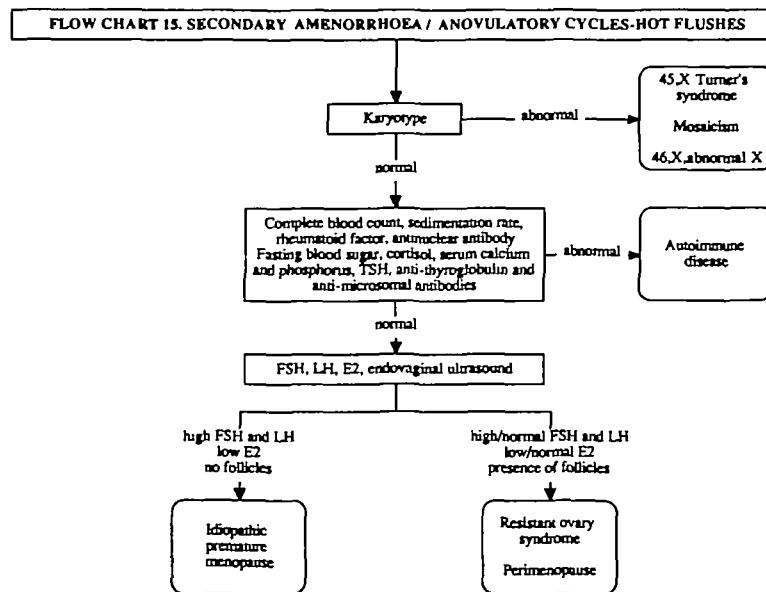 FLOW CHART 15. SECONDARY AMENORRHOEA / ANOVULATORY CYCLES-HOT FLUSHES
Karyotype
abnormal
45,X Turner's
syndrome
Mosaicism
46,X,abnormal X
normal
Complete blood count, sedimentation rate,
rheumatoid factor, antinuclear antibody
Fasting blood sugar, cortisol, serum calcium
and phosphorus, TSH, anti-thyroglobulin and
anti-microsomal antibodies
abnormal
Autoimmune
disease
normal
FSH, LH, E2, endovaginal ultrasound
high FSH and LH
low E2
no follicles
high/normal FSH and LH
low/normal E2
presence of follicles
Idiopathic
premature
menopause
Resistant ovary
syndrome
Perimenopause